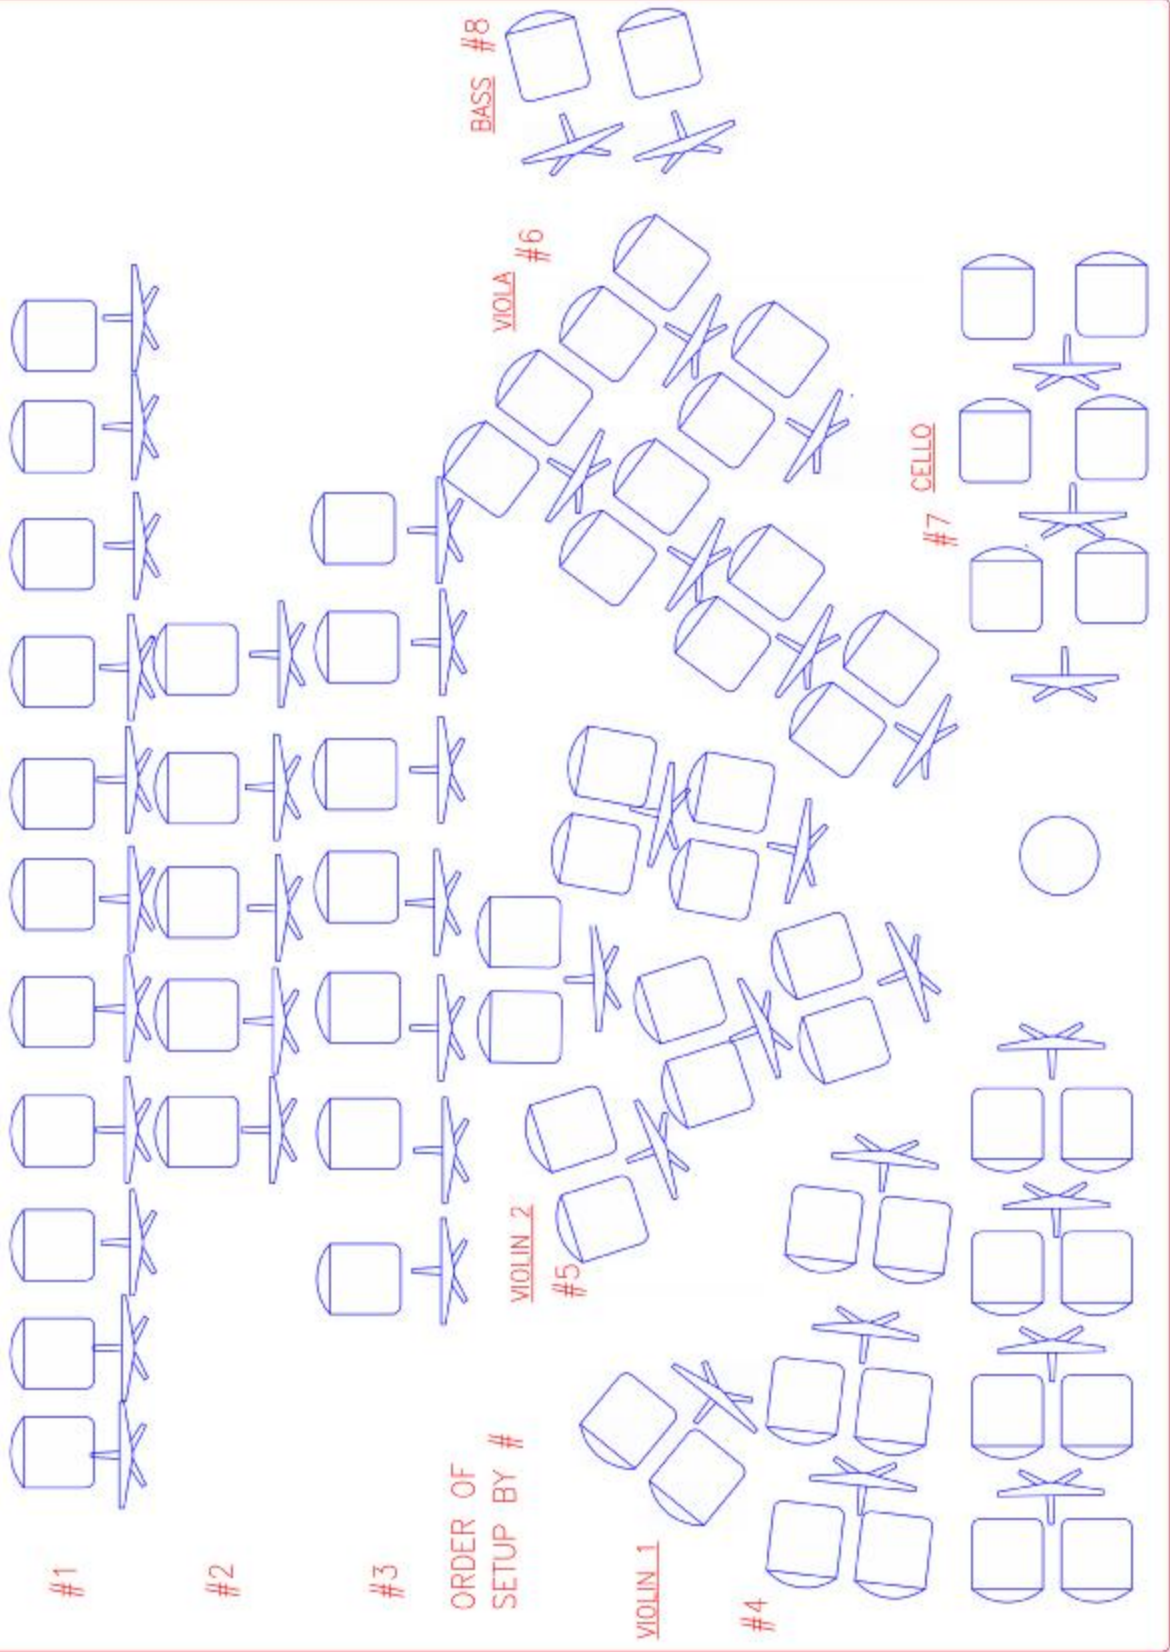 #1
#2
#3
ORDER OF
SETUP BY #
VIOLIN 1
#4
VIOLIN 2
#5
VIOLA
#6
#7 CELLO
BASS #8